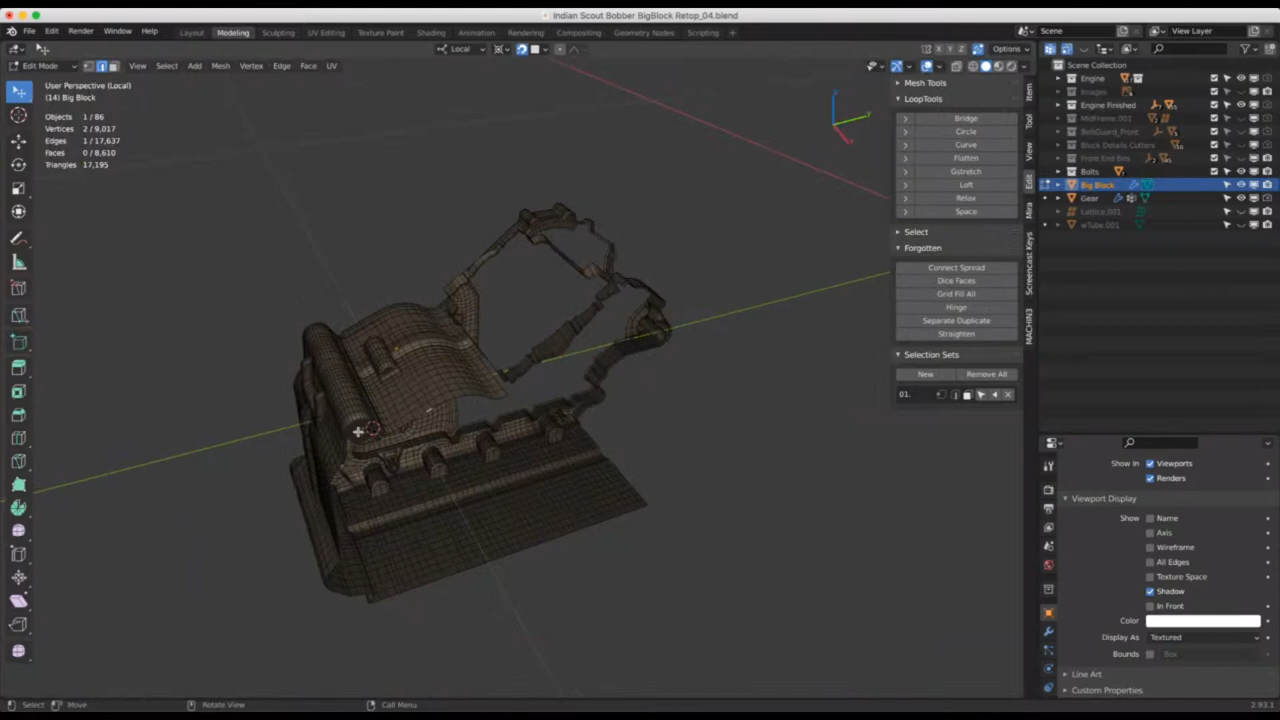 Indian Scout Bobber BigBlock Retop_04.blend
File Edit Render Window Help Layout Modeling Sculpting UV Editing Texture Paint Shading Animation Rendering Compositing Geometry Nodes Scripting + Scene View Layer
Local X Y Z Options
Edit Mode View Select Add Mesh Vertex Edge Face UV
User Perspective (Local)
(14) Big Block
Objects 1 / 86
Vertices 2 / 9,017
Edges 1 / 17,637
Faces 0 / 8,610
Triangles 17,195
Mesh Tools
LoopTools
Bridge
Circle
Curve
Flatten
Gstretch
Loft
Relax
Space
Select
Forgotten
Connect Spread
Dice Faces
Grid Fill All
Hinge
Separate Duplicate
Straighten
Selection Sets
New Remove All
01.
Item
Tool
View
Edit
Mira
Screencast Keys
MACHIN3
Scene Collection
Engine
Images
Engine Finished
MidFrame.001
BeltGuard_Front
Block Details Cutters
Front End Bits
Bolts
Big Block
Gear
Lattice.001
wTube.001
Show In Viewports
Renders
Viewport Display
Show Name
Axis
Wireframe
All Edges
Texture Space
Shadow
In Front
Color
Display As Textured
Bounds Box
Line Art
Custom Properties
Select Move Rotate View Call Menu 2.93.1